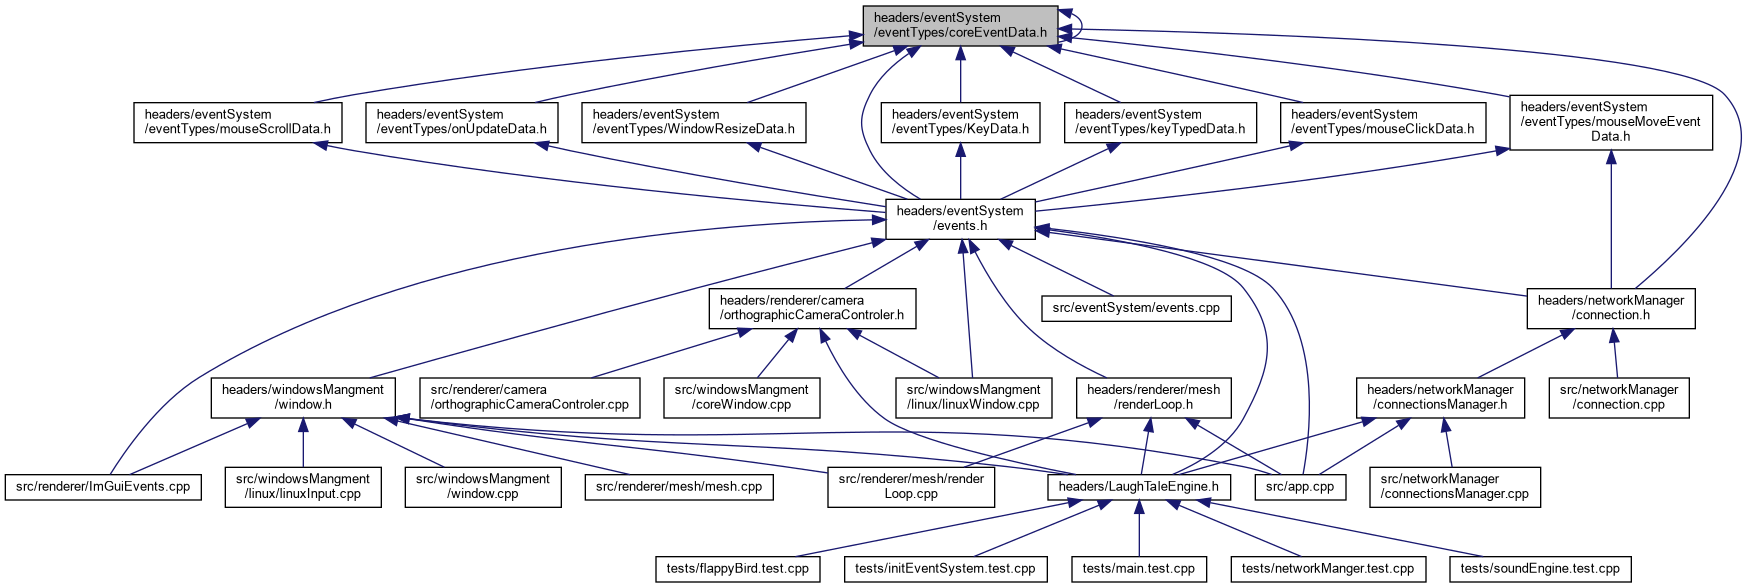 headers/eventSystem
/eventTypes/coreEventData.h
headers/eventSystem
/eventTypes/mouseScrollData.h
headers/eventSystem
/eventTypes/onUpdateData.h
headers/eventSystem
/eventTypes/WindowResizeData.h
headers/eventSystem
/eventTypes/KeyData.h
headers/eventSystem
/eventTypes/keyTypedData.h
headers/eventSystem
/eventTypes/mouseClickData.h
headers/eventSystem
/eventTypes/mouseMoveEvent
Data.h
headers/eventSystem
/events.h
headers/renderer/camera
/orthographicCameraControler.h
src/eventSystem/events.cpp
headers/networkManager
/connection.h
headers/windowsMangment
/window.h
src/renderer/camera
/orthographicCameraControler.cpp
src/windowsMangment
/coreWindow.cpp
src/windowsMangment
/linux/linuxWindow.cpp
headers/renderer/mesh
/renderLoop.h
headers/networkManager
/connectionsManager.h
src/networkManager
/connection.cpp
src/renderer/ImGuiEvents.cpp
src/windowsMangment
/linux/linuxInput.cpp
src/windowsMangment
/window.cpp
src/renderer/mesh/mesh.cpp
src/renderer/mesh/render
Loop.cpp
headers/LaughTaleEngine.h
src/app.cpp
src/networkManager
/connectionsManager.cpp
tests/flappyBird.test.cpp
tests/initEventSystem.test.cpp
tests/main.test.cpp
tests/networkManger.test.cpp
tests/soundEngine.test.cpp